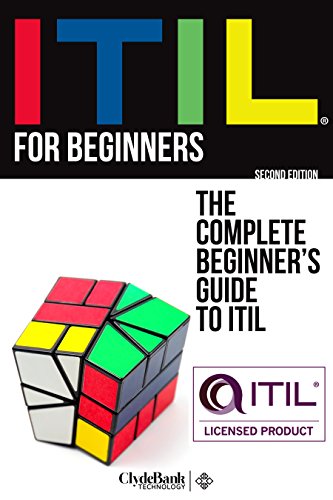 ITIL®
FOR BEGINNERS
SECOND EDITION
THE
COMPLETE
BEGINNER'S
GUIDE
TO ITIL
ITIL®
LICENSED PRODUCT
ClydeBank
TECHNOLOGY